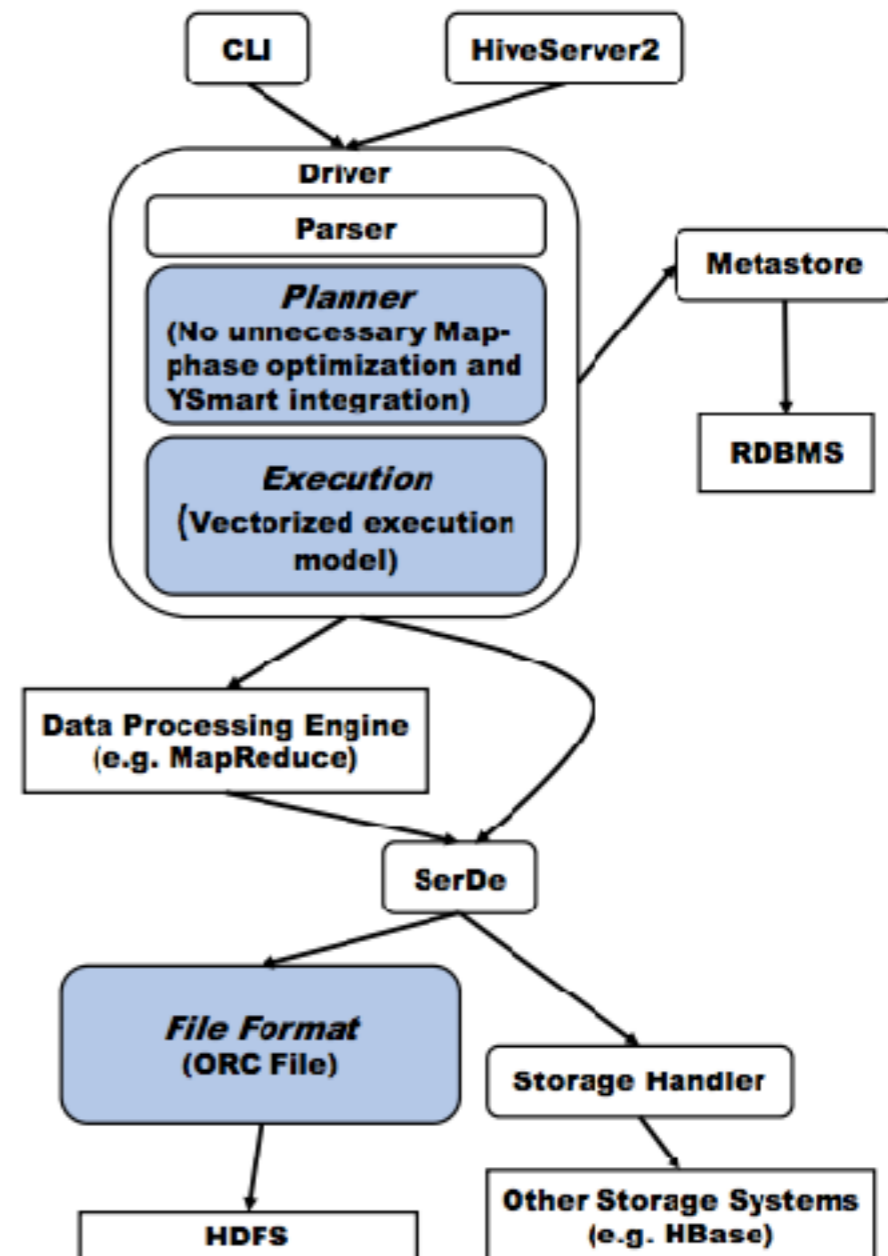 CLI
HiveServer2
Driver
Parser
Planner
(No unnecessary Map-
phase optimization and
YSmart integration)
Execution
(Vectorized execution
model)
Metastore
RDBMS
Data Processing Engine
(e.g. MapReduce)
SerDe
File Format
(ORC File)
Storage Handler
HDFS
Other Storage Systems
(e.g. HBase)